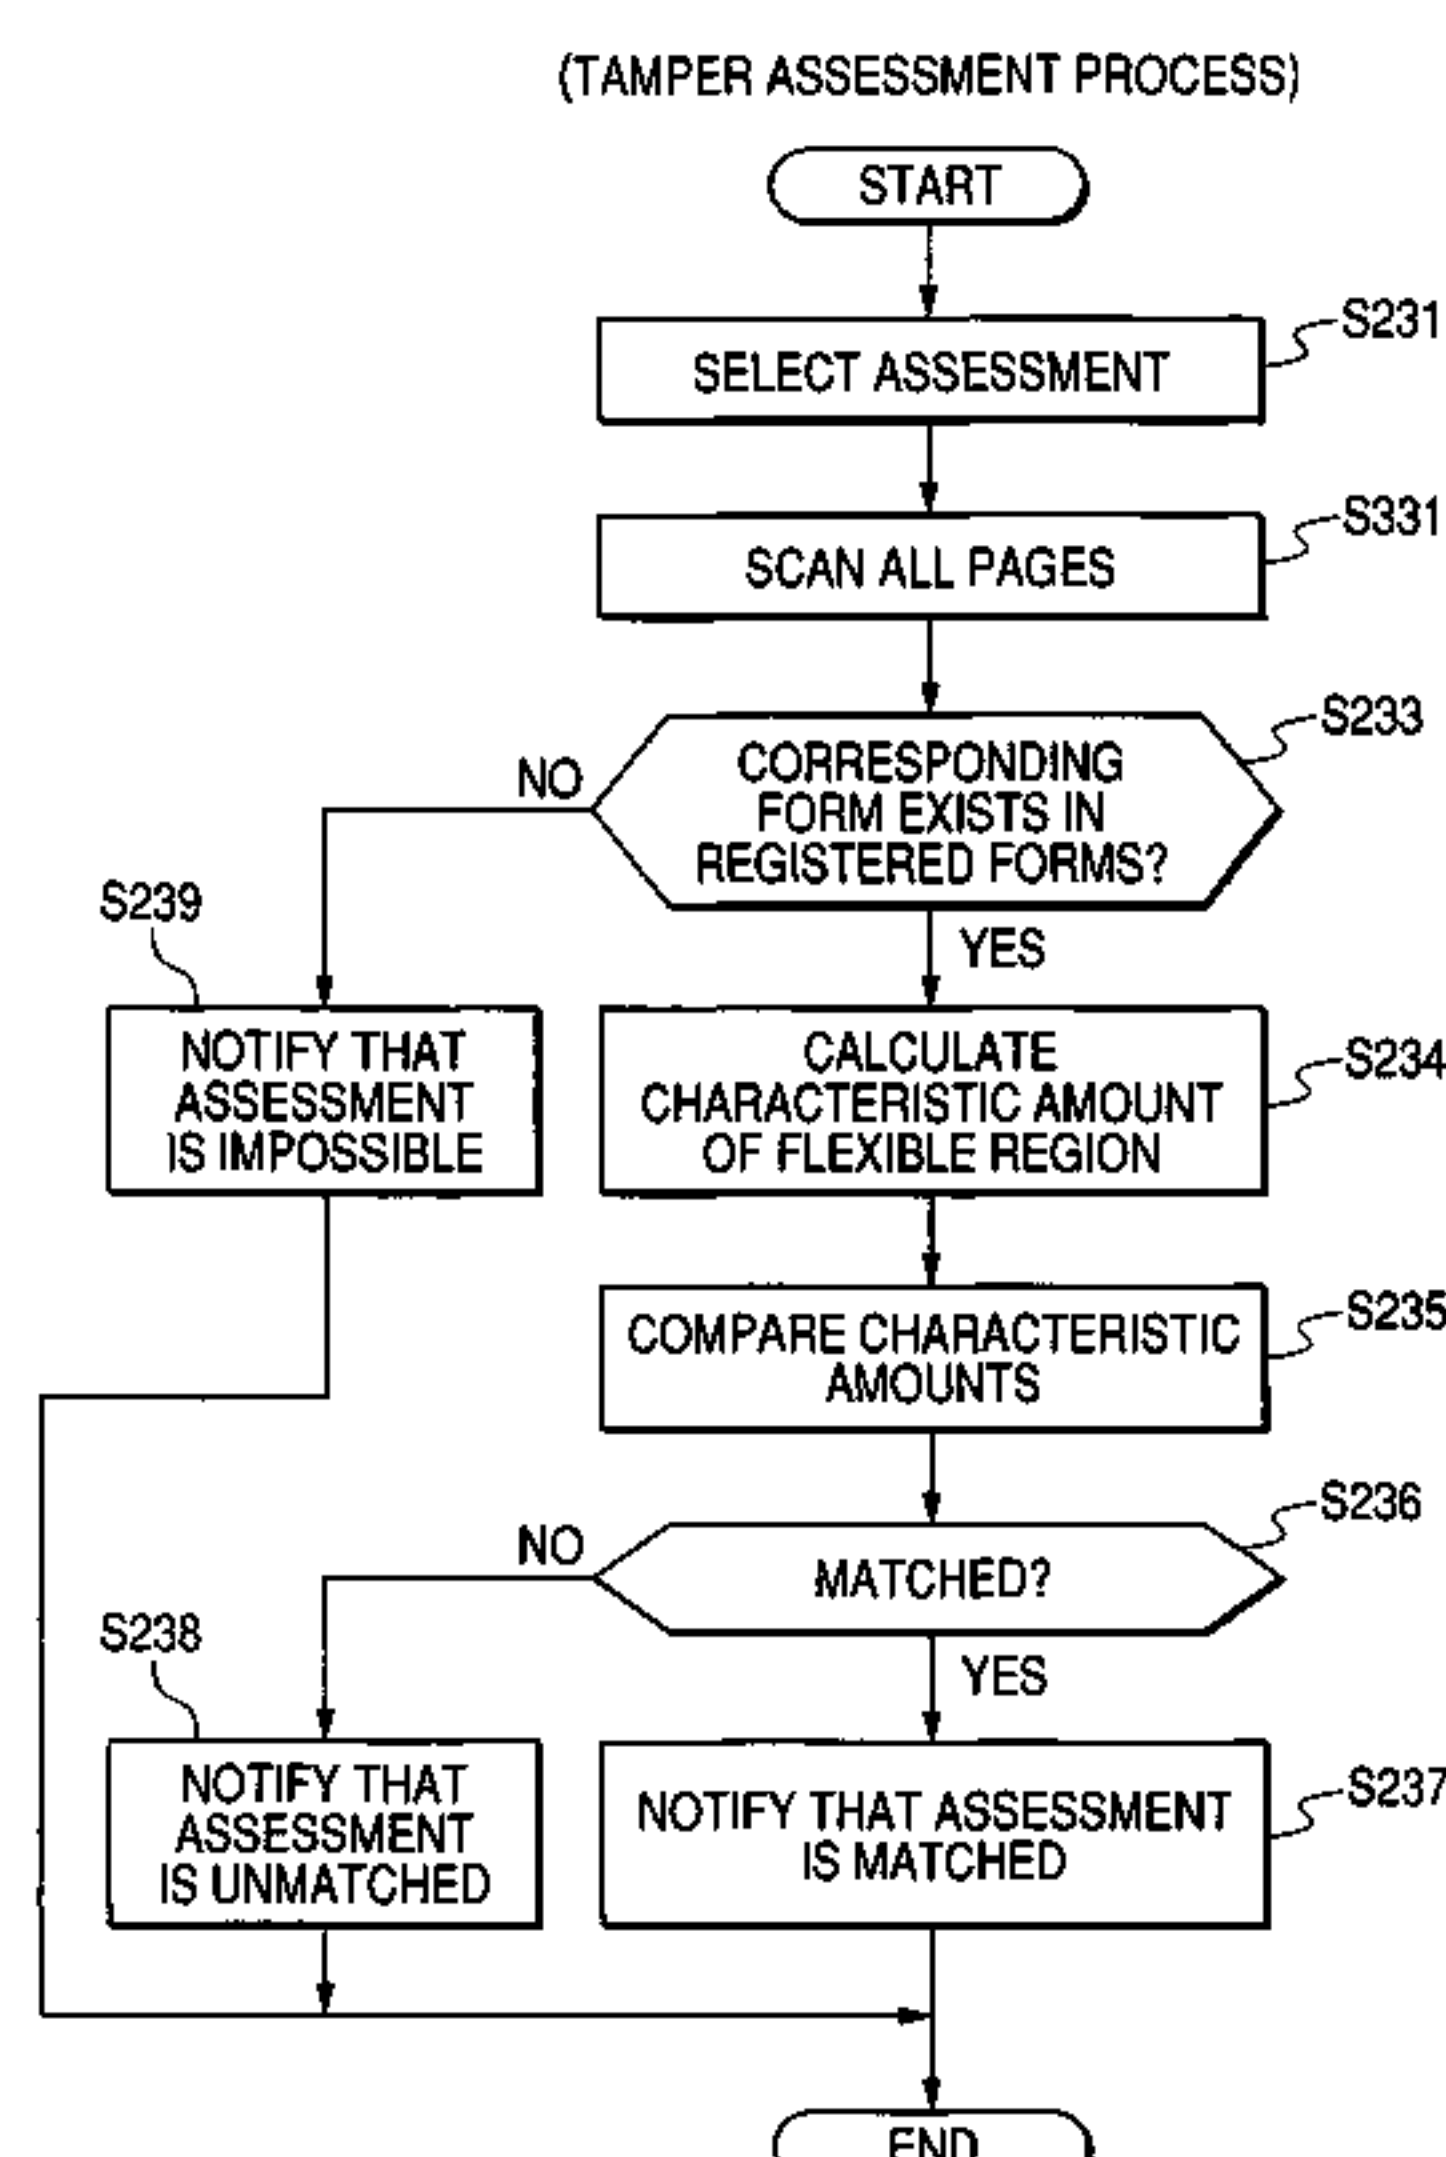 (TAMPER ASSESSMENT PROCESS)
START
S231
SELECT ASSESSMENT
S331
SCAN ALL PAGES
S233
CORRESPONDING
FORM EXISTS IN
REGISTERED FORMS?
NO
YES
S239
NOTIFY THAT
ASSESSMENT
IS IMPOSSIBLE
S234
CALCULATE
CHARACTERISTIC AMOUNT
OF FLEXIBLE REGION
S235
COMPARE CHARACTERISTIC
AMOUNTS
S236
MATCHED?
NO
YES
S238
NOTIFY THAT
ASSESSMENT
IS UNMATCHED
S237
NOTIFY THAT ASSESSMENT
IS MATCHED
END